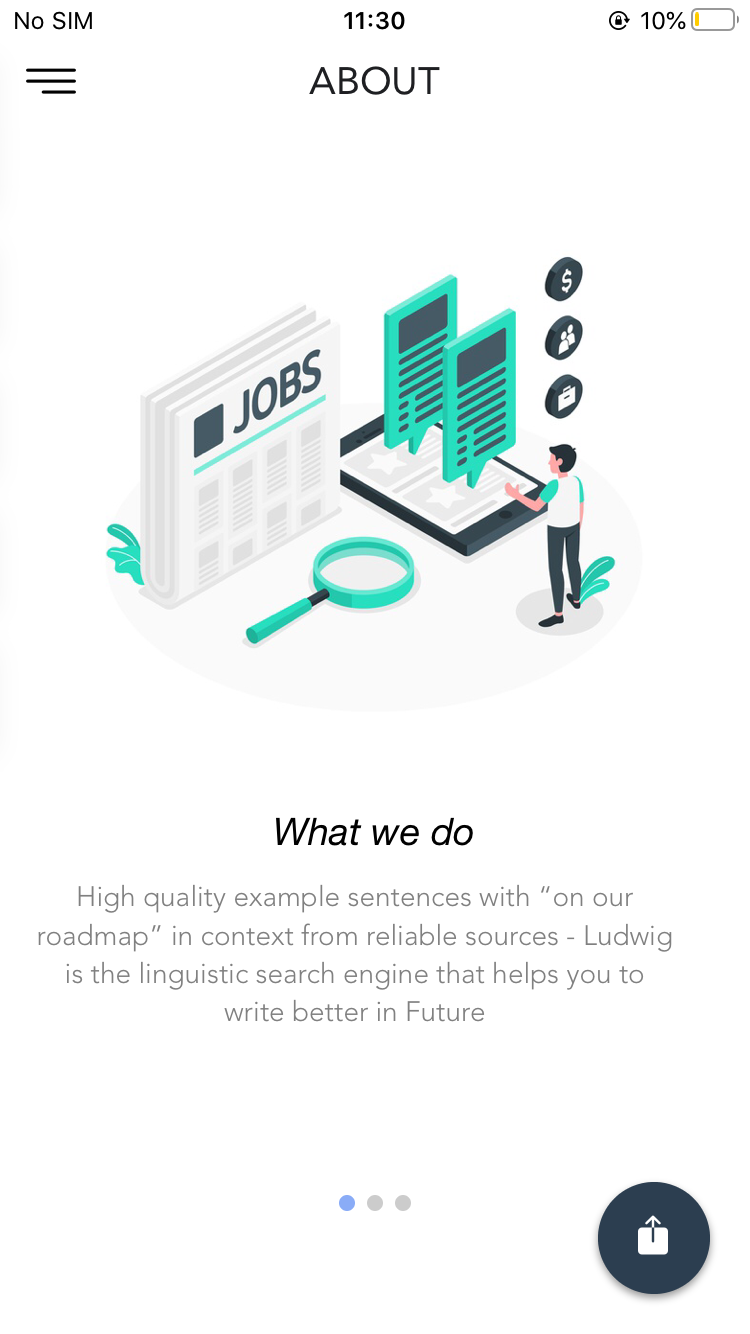 No SIM 11:30 10%
ABOUT
JOBS
$
What we do
High quality example sentences with “on our
roadmap” in context from reliable sources - Ludwig
is the linguistic search engine that helps you to
write better in Future